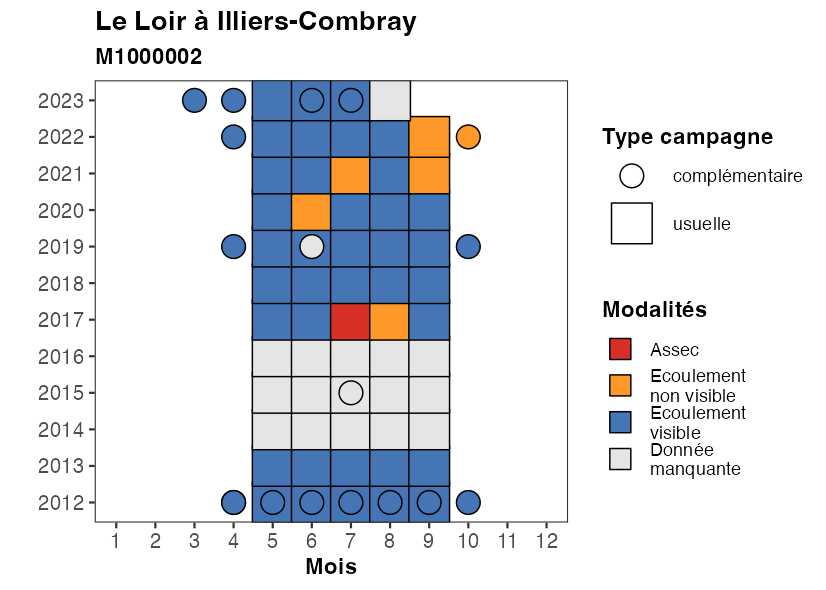 Le Loir à Illiers-Combray
M1000002
2023
2022
2021
2020
2019
2018
2017
2016
2015
2014
2013
2012
1 2 3 4 5 6 7 8 9 10 11 12
Mois
Type campagne
complémentaire
usuelle
Modalités
Assec
Ecoulement
non visible
Ecoulement
visible
Donnée
manquante